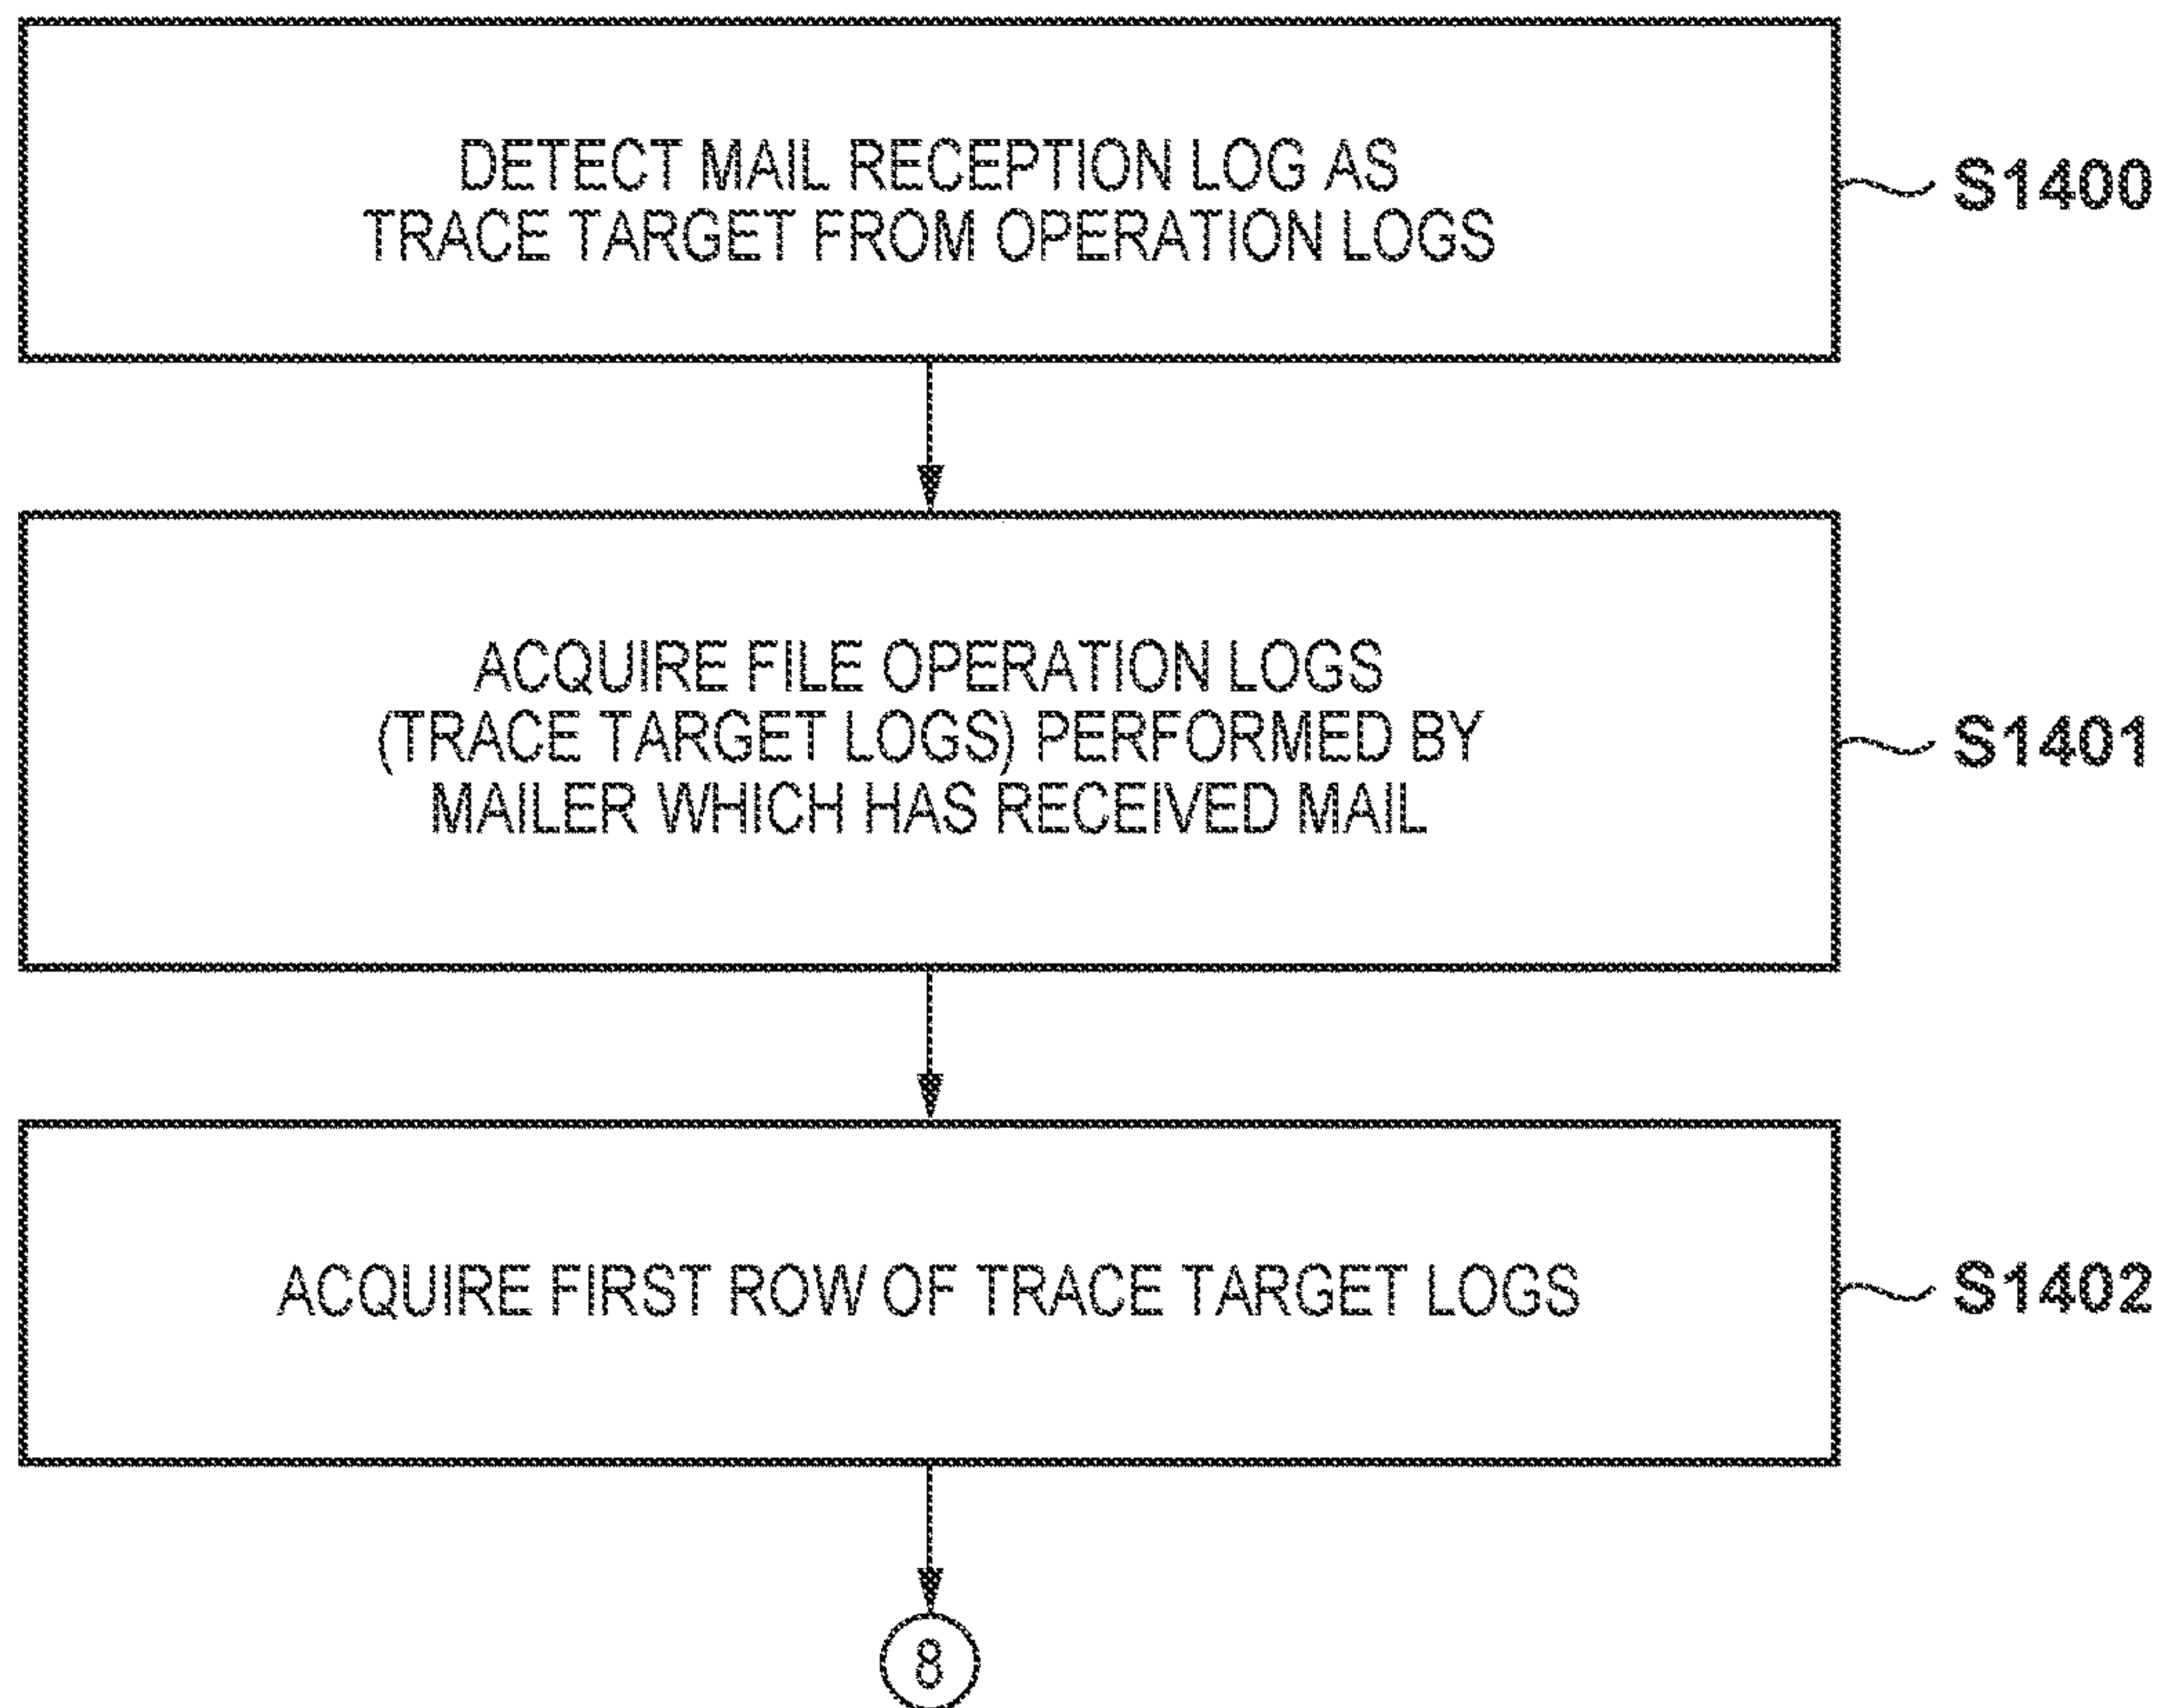 DETECT MAIL RECEPTION LOG AS
TRACE TARGET FROM OPERATION LOGS
S1400
ACQUIRE FILE OPERATION LOGS
(TRACE TARGET LOGS) PERFORMED BY
MAILER WHICH HAS RECEIVED MAIL
S1401
ACQUIRE FIRST ROW OF TRACE TARGET LOGS
S1402
8